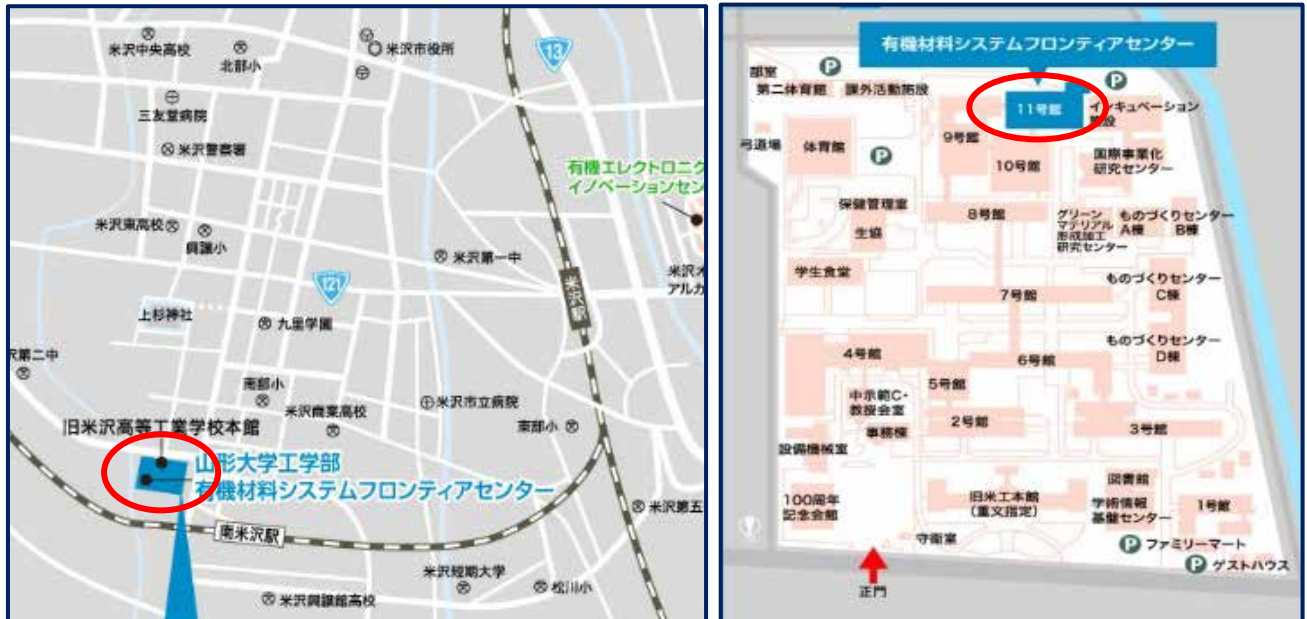 米沢中央高校
北部小
米沢市役所
13
三友堂病院
米沢警察署
有機エレクトロニク
イノベーションセン
米沢東高校
興譲小
米沢第一中
米沢オ
アルカ
121
米沢駅
上杉神社
九里学園
沢第二中
南部小
米沢商業高校
米沢市立病院
東部小
旧米沢高等工業学校本館
山形大学工学部
有機材料システムフロンティアセンター
米沢第五
南米沢駅
米沢短期大学
松川小
米沢興譲館高校
有機材料システムフロンティアセンター
部室
P
第二体育館
課外活動施設
P
11号館
インキュベーション
施設
弓道場
体育館
P
9号館
10号館
国際事業化
研究センター
保健管理室
生協
8号館
グリーン
マテリアル
形成加工
研究センター
ものづくりセンター
A棟
B棟
学生食堂
7号館
ものづくりセンター
C棟
4号館
6号館
ものづくりセンター
D棟
5号館
中示範C・
教授会室
事務棟
2号館
3号館
設備機械室
図書館
100周年
記念会館
旧米工本館
(重文指定)
学術情報
基盤センター
1号館
守衛室
P ファミリーマート
P ゲストハウス
正門